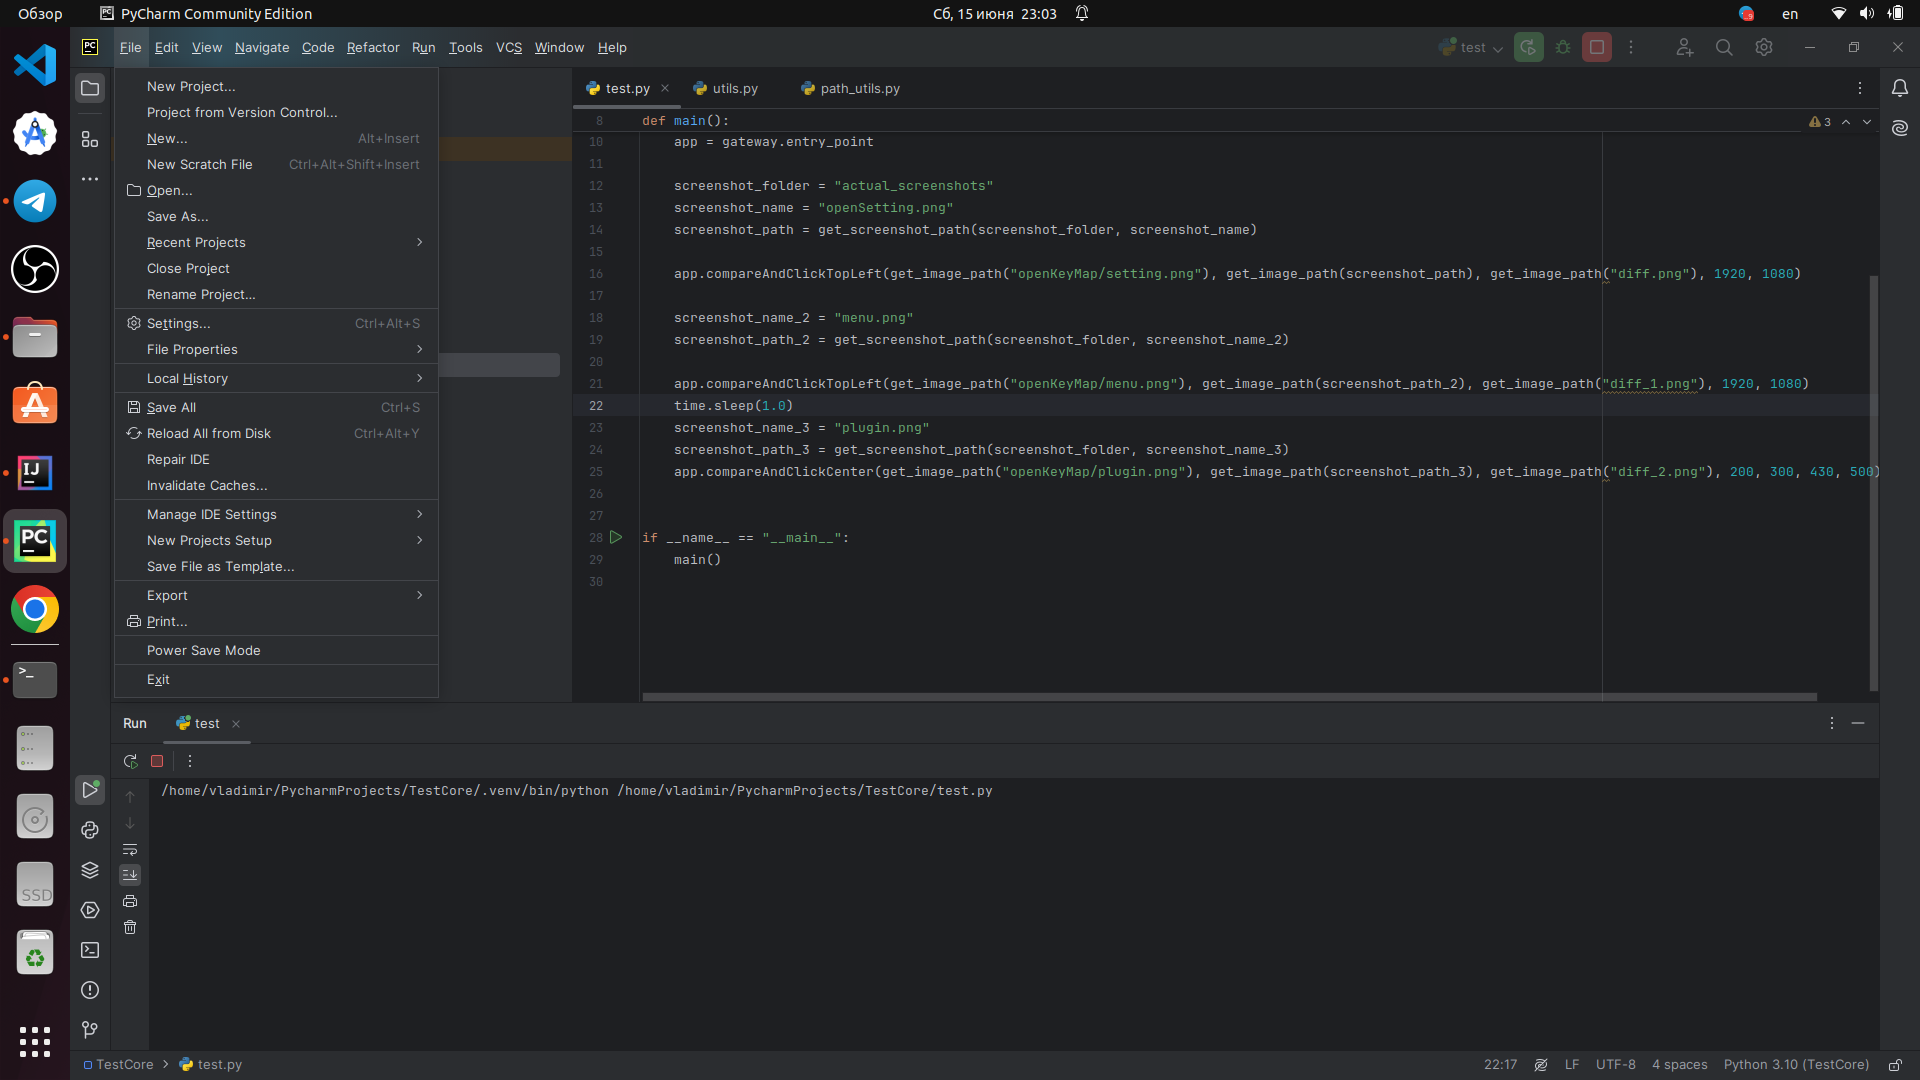 Обзор
PyCharm Community Edition
Сб, 15 июня 23:03
en
File Edit View Navigate Code Refactor Run Tools VCS Window Help
test
New Project...
Project from Version Control...
New... Alt+Insert
New Scratch File Ctrl+Alt+Shift+Insert
Open...
Save As...
Recent Projects
Close Project
Rename Project...
Settings... Ctrl+Alt+S
File Properties
Local History
Save All Ctrl+S
Reload All from Disk Ctrl+Alt+Y
Repair IDE
Invalidate Caches...
Manage IDE Settings
New Projects Setup
Save File as Template...
Export
Print...
Power Save Mode
Exit
test.py utils.py path_utils.py
8 def main():
3
10 app = gateway.entry_point
11
12 screenshot_folder = "actual_screenshots"
13 screenshot_name = "openSetting.png"
14 screenshot_path = get_screenshot_path(screenshot_folder, screenshot_name)
15
16 app.compareAndClickTopLeft(get_image_path("openKeyMap/setting.png"), get_image_path(screenshot_path), get_image_path("diff.png"), 1920, 1080)
17
18 screenshot_name_2 = "menu.png"
19 screenshot_path_2 = get_screenshot_path(screenshot_folder, screenshot_name_2)
20
21 app.compareAndClickTopLeft(get_image_path("openKeyMap/menu.png"), get_image_path(screenshot_path_2), get_image_path("diff_1.png"), 1920, 1080)
22 time.sleep(1.0)
23 screenshot_name_3 = "plugin.png"
24 screenshot_path_3 = get_screenshot_path(screenshot_folder, screenshot_name_3)
25 app.compareAndClickCenter(get_image_path("openKeyMap/plugin.png"), get_image_path(screenshot_path_3), get_image_path("diff_2.png"), 200, 300, 430, 500)
26
27
28 if __name__ == "__main__":
29 main()
30
Run test
/home/vladimir/PycharmProjects/TestCore/.venv/bin/python /home/vladimir/PycharmProjects/TestCore/test.py
PC
IJ
PC
>_
SSD
TestCore > test.py
22:17 LF UTF-8 4 spaces Python 3.10 (TestCore)